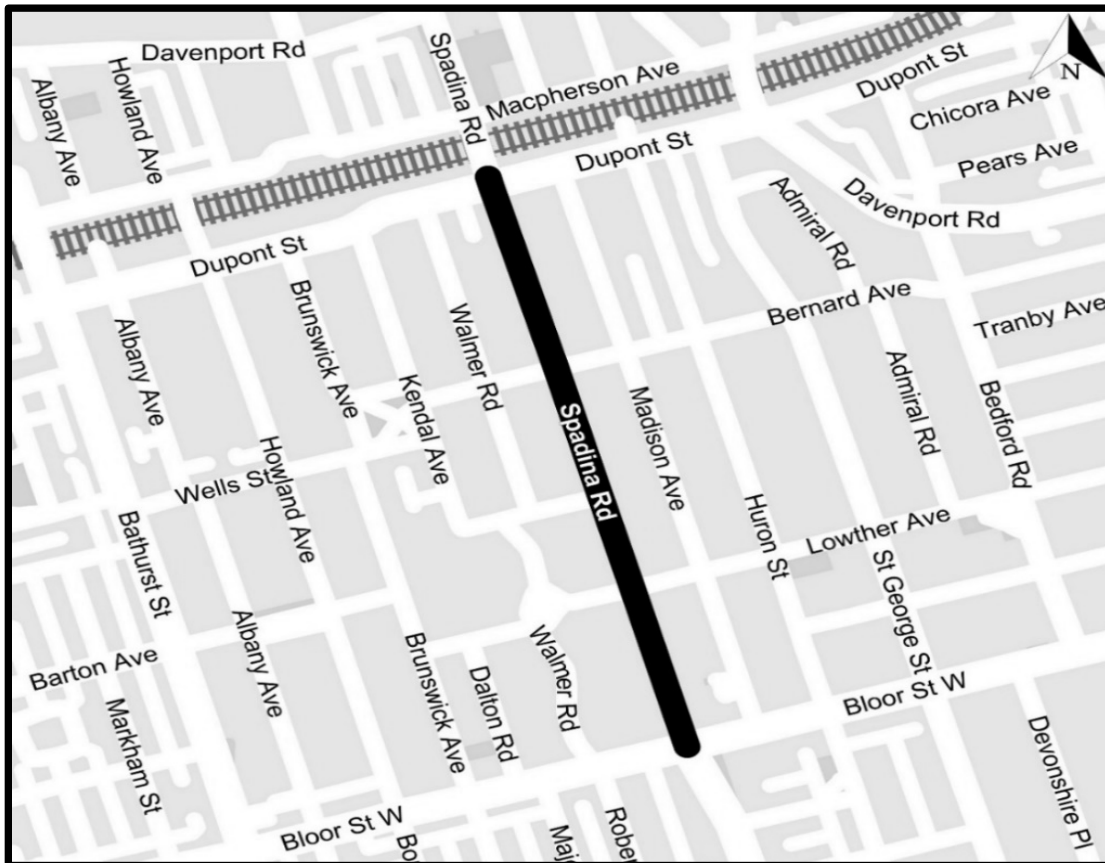 Davenport Rd
Spadina Rd
Macpherson Ave
Dupont St
N
Albany Ave
Howland Ave
Chicora Ave
Pears Ave
Dupont St
Admiral Rd
Davenport Rd
Dupont St
Brunswick Ave
Walmer Rd
Bernard Ave
Tranby Ave
Albany Ave
Kendal Ave
Spadina Rd
Madison Ave
Admiral Rd
Bedford Rd
Wells St
Howland Ave
Huron St
Lowther Ave
Bathurst St
St George St
Albany Ave
Barton Ave
Brunswick Ave
Dalton Rd
Walmer Rd
Bloor St W
Markham St
Devonshire Pl
Bloor St W
Bo
Maj
Rober